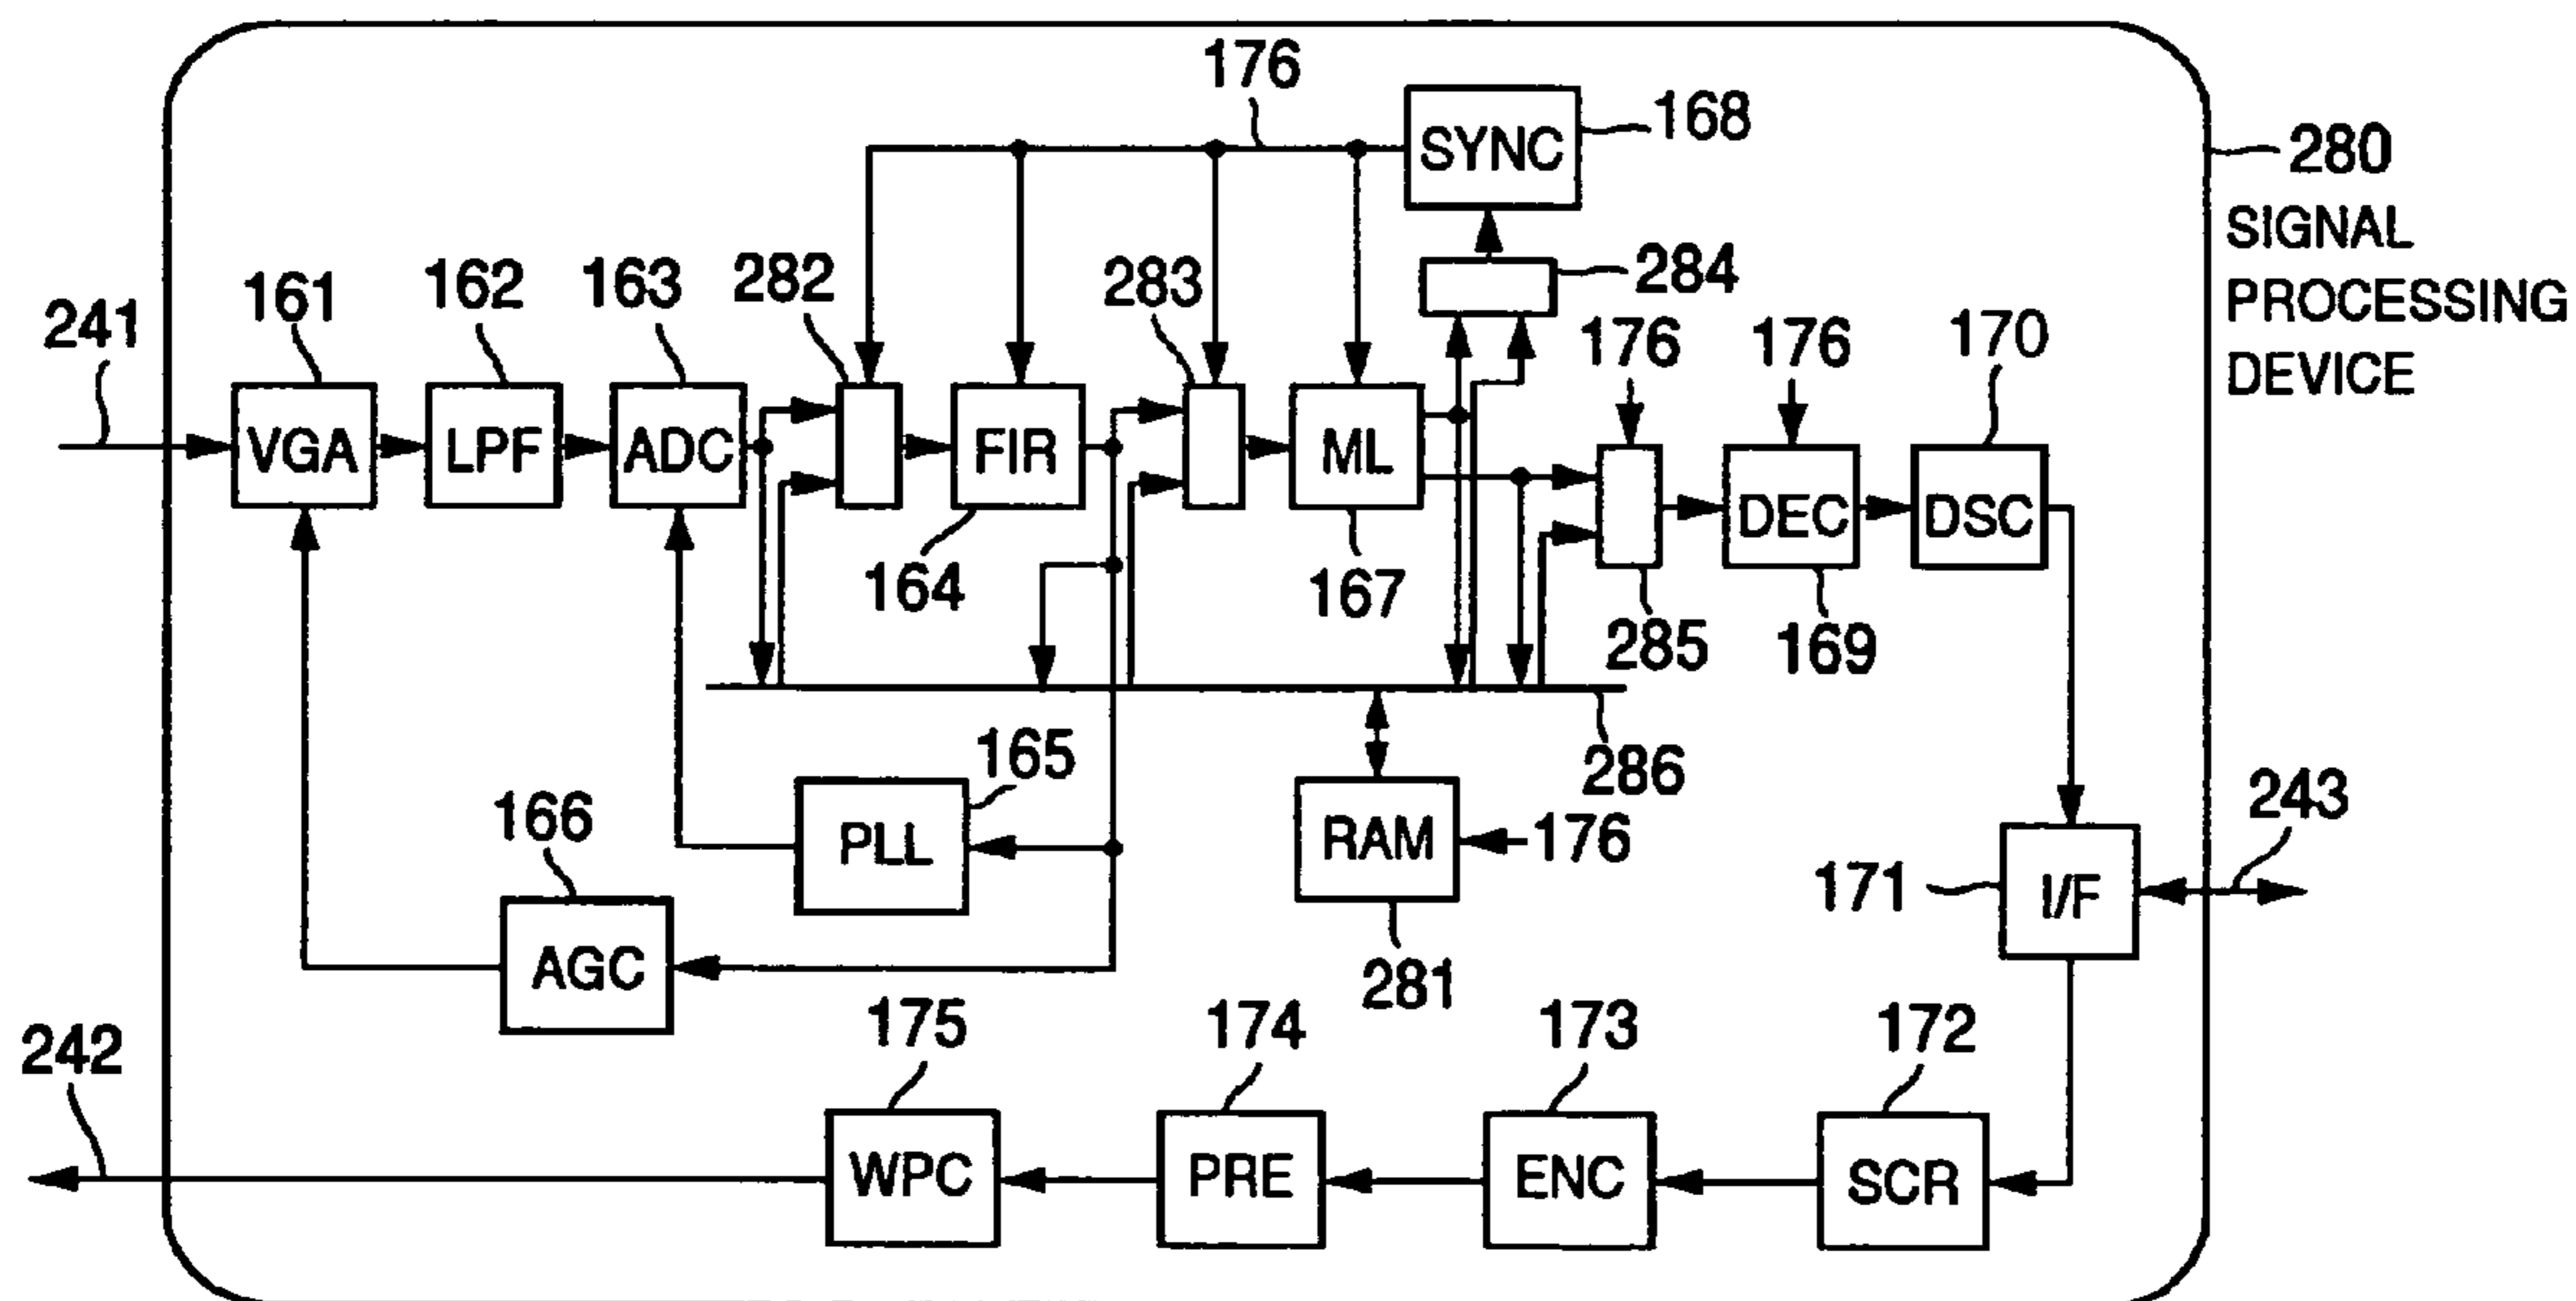 176
SYNC
168
280
SIGNAL
PROCESSING
DEVICE
241
161
162
163
282
283
284
176
176
170
VGA
LPF
ADC
FIR
ML
DEC
DSC
164
167
285
169
286
165
166
PLL
RAM
176
243
171
I/F
AGC
281
242
175
174
173
172
WPC
PRE
ENC
SCR